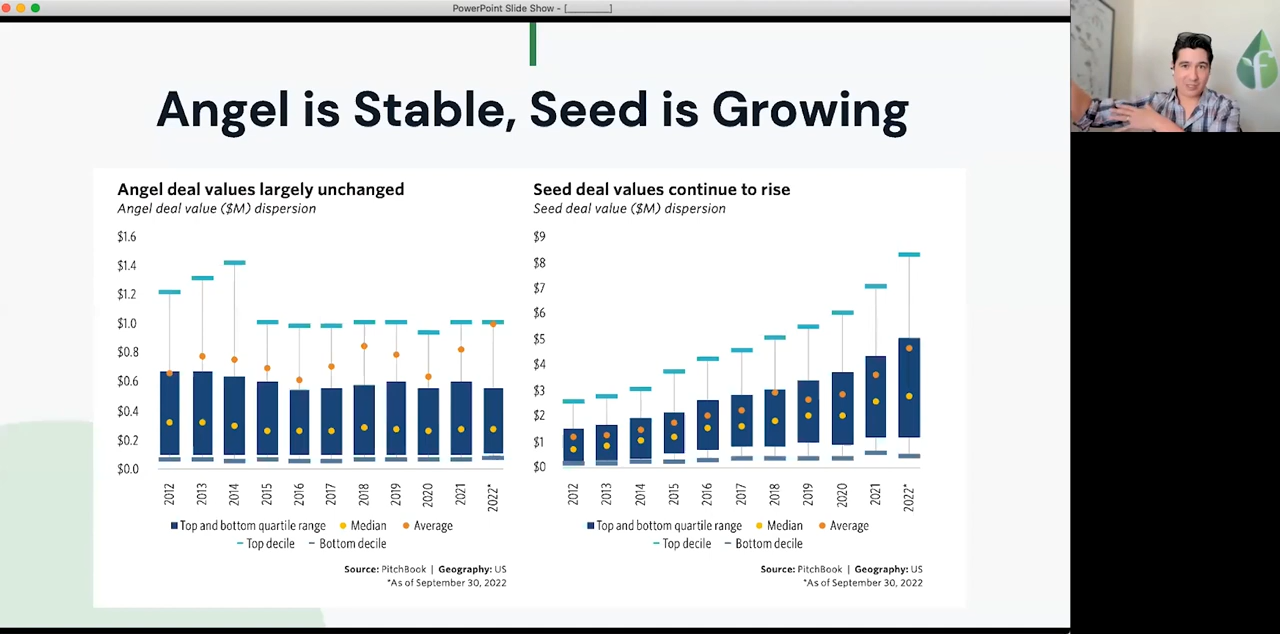 PowerPoint Slide Show - [_______]
Angel is Stable, Seed is Growing
Angel deal values largely unchanged
Angel deal value ($M) dispersion
$1.6
$1.4
$1.2
$1.0
$0.8
$0.6
$0.4
$0.2
$0.0
2012 2013 2014 2015 2016 2017 2018 2019 2020 2021 2022*
Top and bottom quartile range Median Average
Top decile Bottom decile
Source: PitchBook | Geography: US
*As of September 30, 2022
Seed deal values continue to rise
Seed deal value ($M) dispersion
$9
$8
$7
$6
$5
$4
$3
$2
$1
$0
2012 2013 2014 2015 2016 2017 2018 2019 2020 2021 2022*
Top and bottom quartile range Median Average
Top decile Bottom decile
Source: PitchBook | Geography: US
*As of September 30, 2022
f